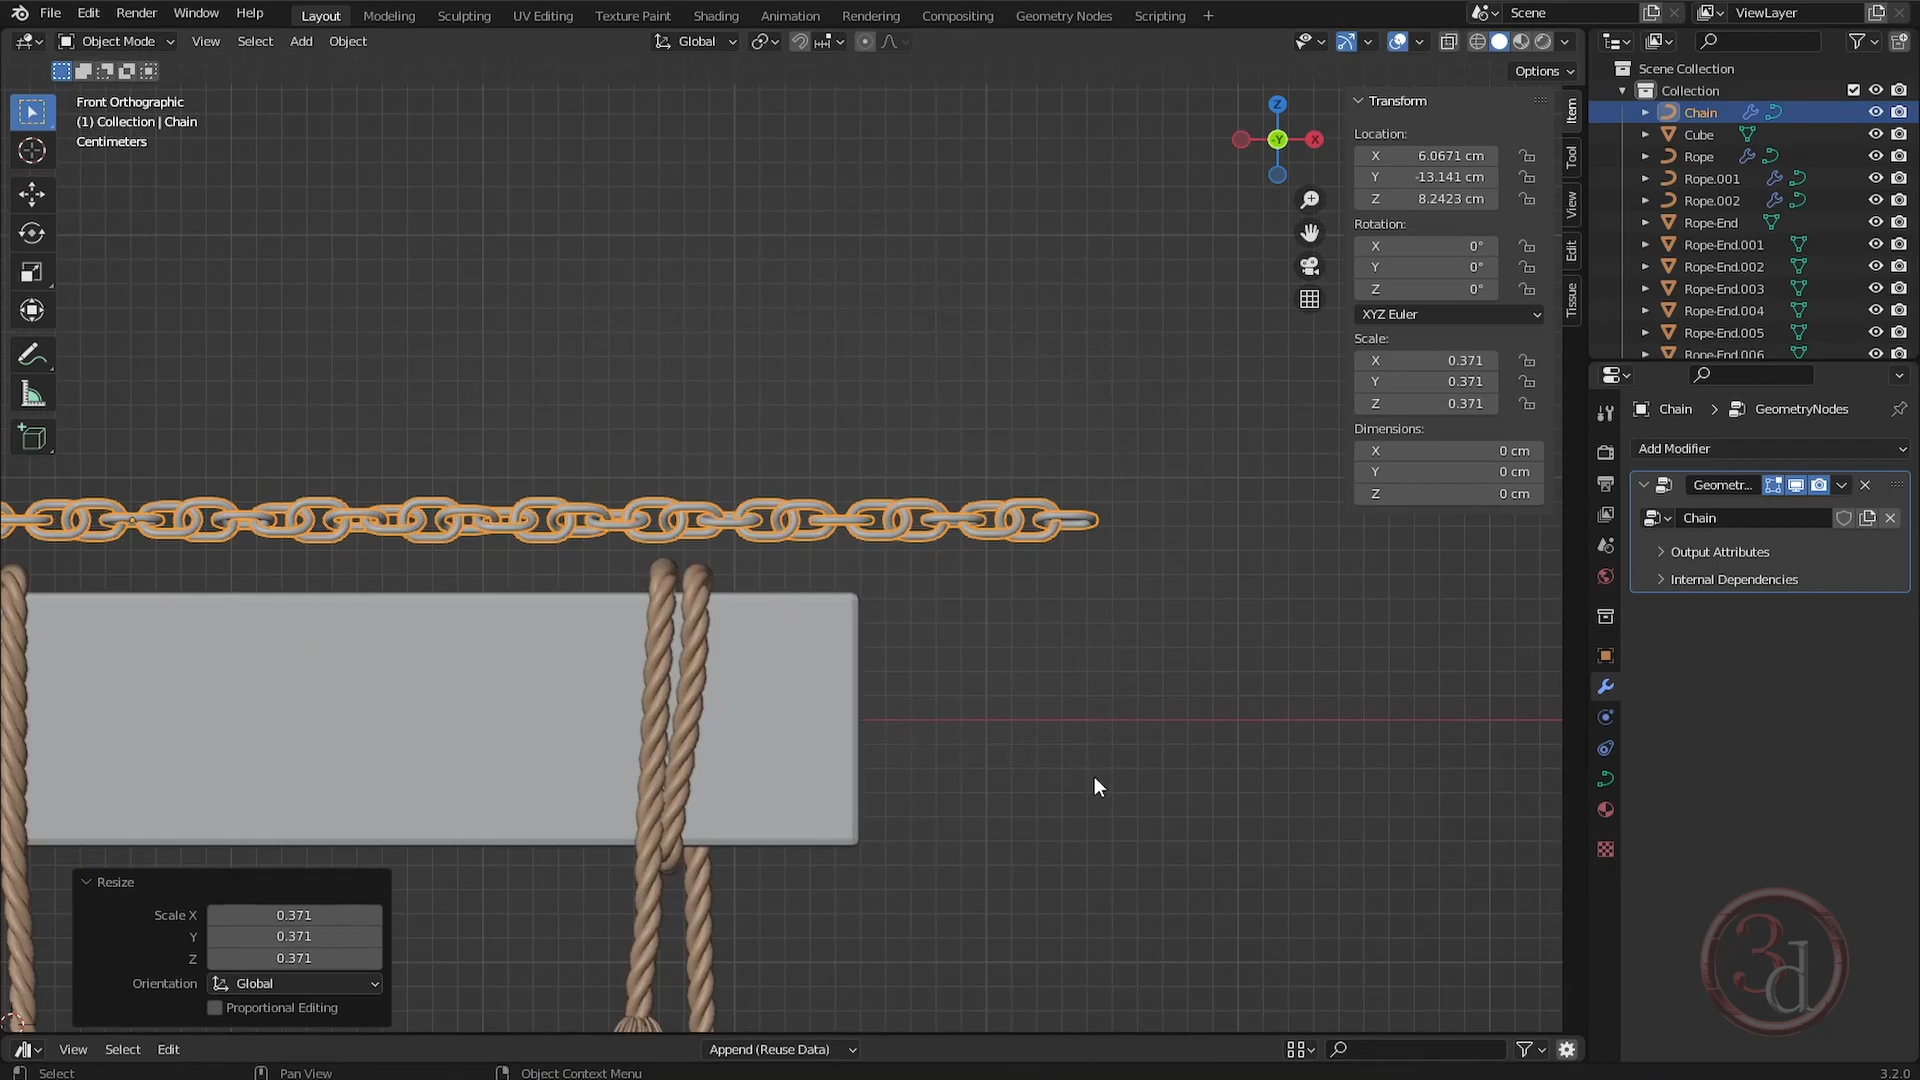 File Edit Render Window Help Layout Modeling Sculpting UV Editing Texture Paint Shading Animation Rendering Compositing Geometry Nodes Scripting + Scene ViewLayer
Object Mode View Select Add Object Global
Options
Front Orthographic
(1) Collection | Chain
Centimeters
Z
-Y
X
Transform
Location:
X 6.0671 cm
Y -13.141 cm
Z 8.2423 cm
Rotation:
X 0°
Y 0°
Z 0°
XYZ Euler
Scale:
X 0.371
Y 0.371
Z 0.371
Dimensions:
X 0 cm
Y 0 cm
Z 0 cm
Item
Tool
View
Edit
Tissue
Scene Collection
Collection
Chain
Cube
Rope
Rope.001
Rope.002
Rope-End
Rope-End.001
Rope-End.002
Rope-End.003
Rope-End.004
Rope-End.005
Rope-End.006
Chain > GeometryNodes
Add Modifier
Geometr...
Chain
Output Attributes
Internal Dependencies
Resize
Scale X 0.371
Y 0.371
Z 0.371
Orientation Global
Proportional Editing
3d
View Select Edit Append (Reuse Data)
Select Pan View Object Context Menu 3.2.0